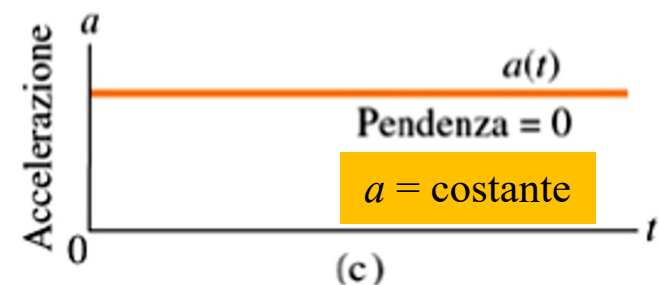 a
Accelerazione
a(t)
Pendenza = 0
a = costante
0
t
(c)